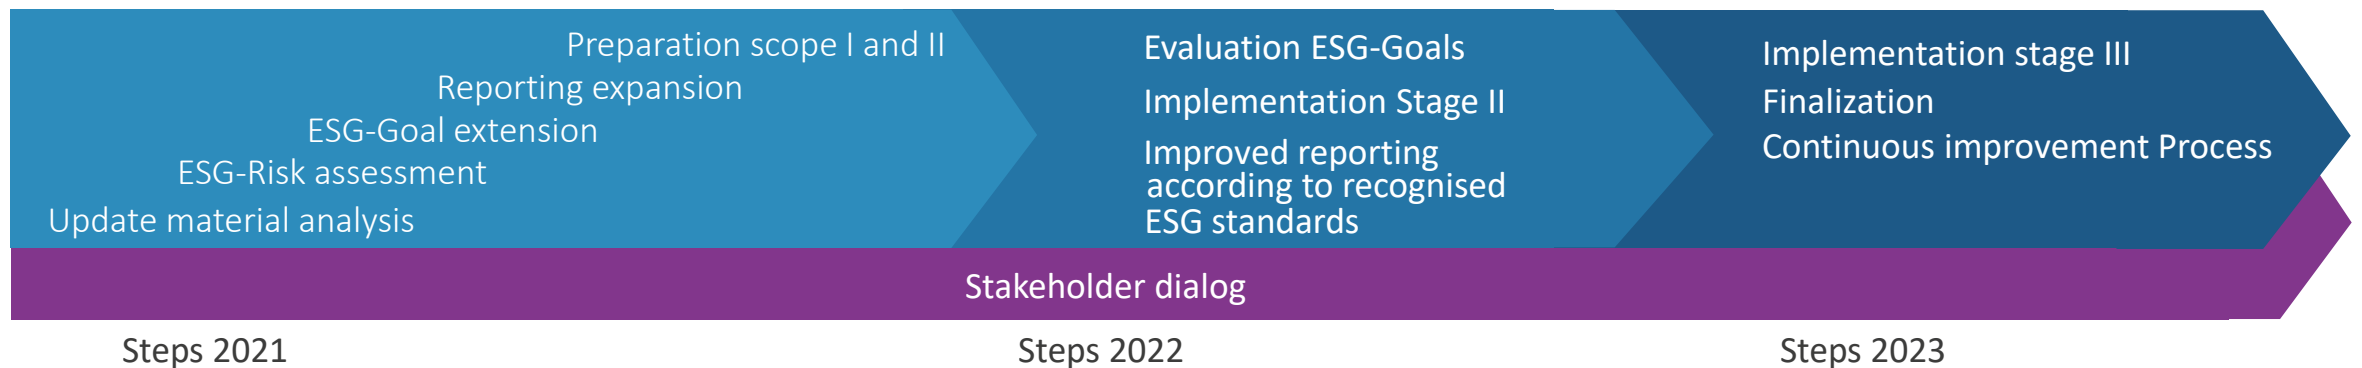 Preparation scope I and II
Reporting expansion
ESG-Goal extension
ESG-Risk assessment
Update material analysis
Evaluation ESG-Goals
Implementation Stage II
Improved reporting
according to recognised
ESG standards
Implementation stage III
Finalization
Continuous improvement Process
Stakeholder dialog
Steps 2021
Steps 2022
Steps 2023